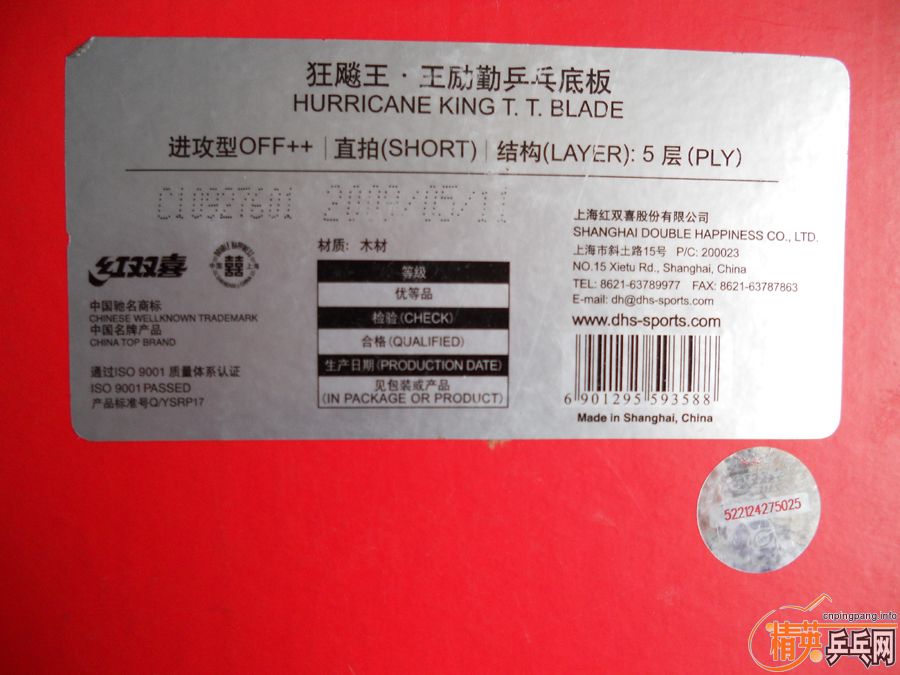 狂飚王·王励勤乒乓底板
HURRICANE KING T. T. BLADE
进攻型OFF++ | 直拍(SHORT) | 结构(LAYER): 5 层 (PLY)
C10927601 2009/05/11
红双喜
材质: 木材
等级
优等品
检验(CHECK)
合格(QUALIFIED)
生产日期(PRODUCTION DATE)
见包装或产品
(IN PACKAGE OR PRODUCT)
中国驰名商标
CHINESE WELLKNOWN TRADEMARK
中国名牌产品
CHINA TOP BRAND
通过ISO 9001 质量体系认证
ISO 9001 PASSED
产品标准号Q/YSRP17
上海红双喜股份有限公司
SHANGHAI DOUBLE HAPPINESS CO., LTD.
上海市斜土路15号 P/C: 200023
NO.15 Xietu Rd., Shanghai, China
TEL: 8621-63789977 FAX: 8621-63787863
E-mail: dh@dhs-sports.com
www.dhs-sports.com
6 901295 593588
Made in Shanghai, China
522124275025
cnpingpang.info
精英乒乓网